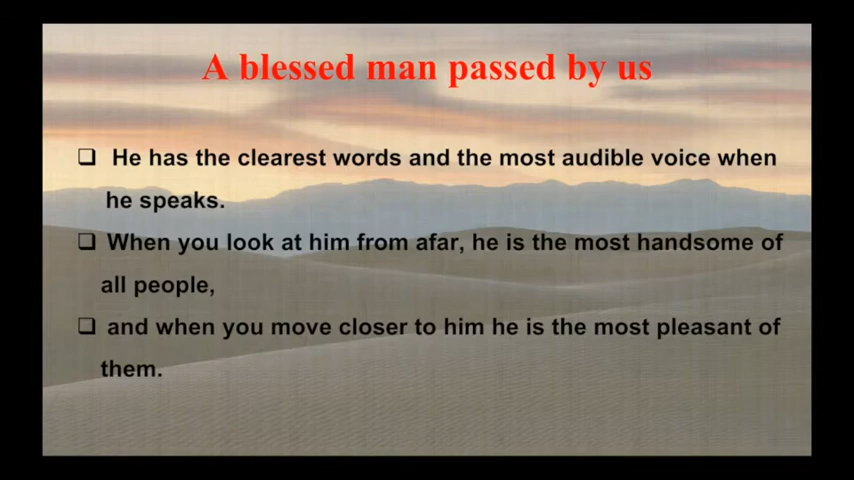 A blessed man passed by us
❑ He has the clearest words and the most audible voice when
he speaks.
❑ When you look at him from afar, he is the most handsome of
all people,
❑ and when you move closer to him he is the most pleasant of
them.